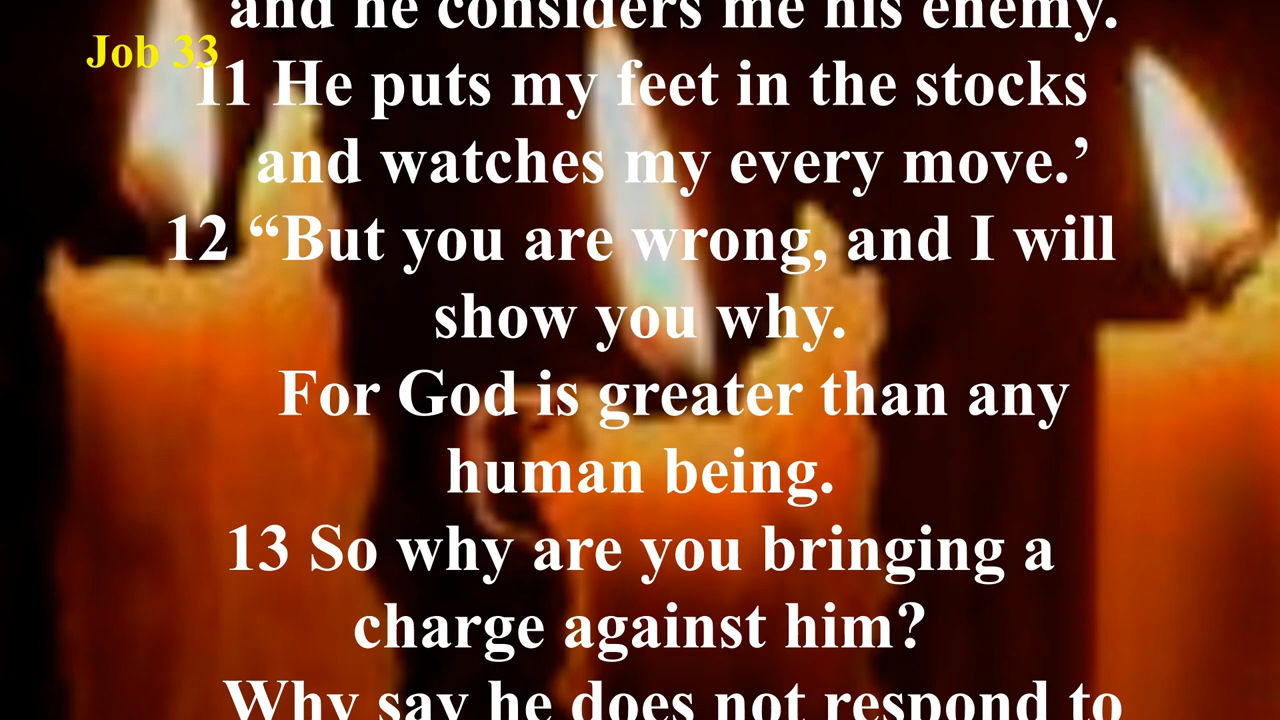 and he considers me his enemy.
Job 33
11 He puts my feet in the stocks
and watches my every move.’
12 “But you are wrong, and I will
show you why.
For God is greater than any
human being.
13 So why are you bringing a
charge against him?
Why say he does not respond to